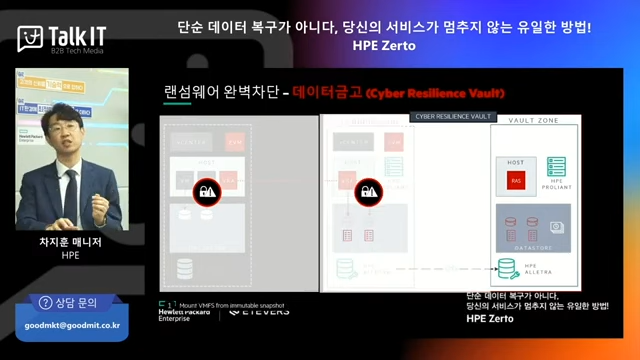 Talk IT
B2B Tech Media
단순 데이터 복구가 아니다, 당신의 서비스가 멈추지 않는 유일한 방법!
HPE Zerto
랜섬웨어 완벽차단 – 데이터금고 (Cyber Resilience Vault)
CYBER RESILIENCE VAULT
VAULT ZONE
HOST
HOST
RAS
HPE
PROLIANT
DATASTORE
HPE
ALLETRA
1
Mount VMFS from immutable snapshot
Hewlett Packard
Enterprise
ETEVERS
단순 데이터 복구가 아니다,
당신의 서비스가 멈추지 않는 유일한 방법!
HPE Zerto
차지훈 매니저
HPE
상담 문의
goodmkt@goodmit.co.kr